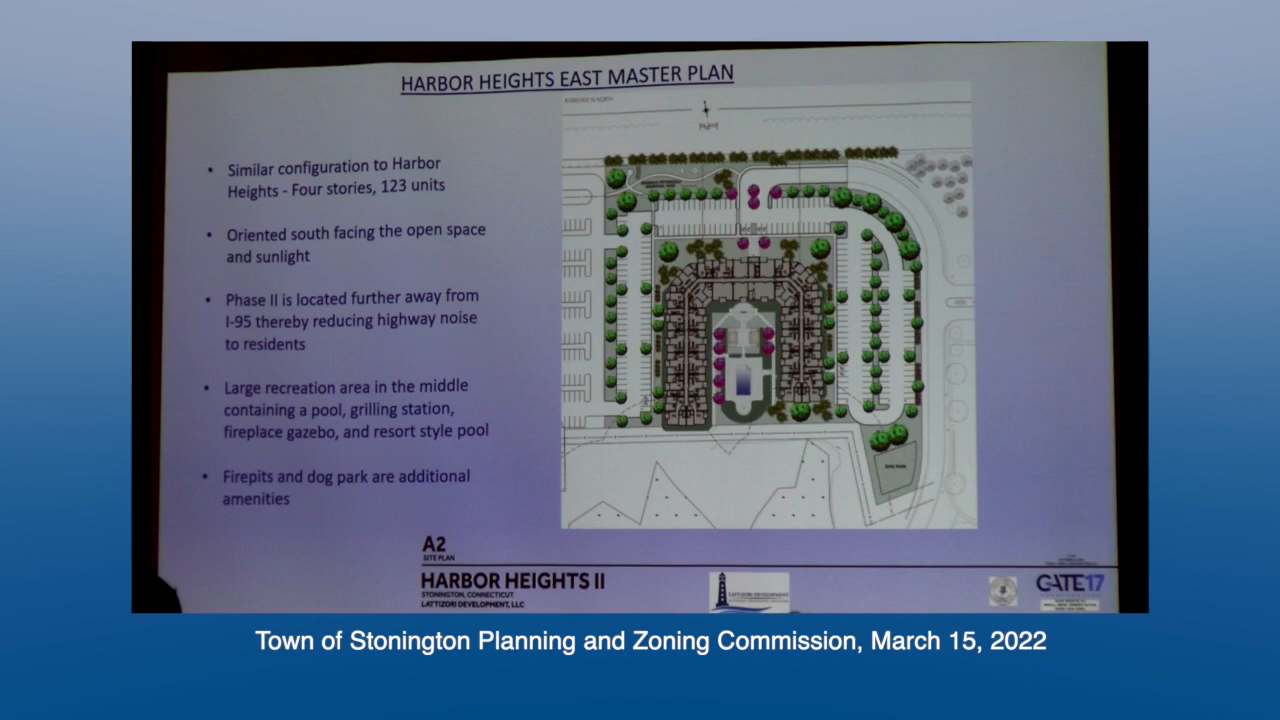 HARBOR HEIGHTS EAST MASTER PLAN
• Similar configuration to Harbor
Heights - Four stories, 123 units
• Oriented south facing the open space
and sunlight
• Phase II is located further away from
I-95 thereby reducing highway noise
to residents
• Large recreation area in the middle
containing a pool, grilling station,
fireplace gazebo, and resort style pool
• Firepits and dog park are additional
amenities
DOG PARK
A2
SITE PLAN
HARBOR HEIGHTS II
STONINGTON, CONNECTICUT
LATTIZORI DEVELOPMENT, LLC
LATTIZORI DEVELOPMENT
GATE17
Town of Stonington Planning and Zoning Commission, March 15, 2022